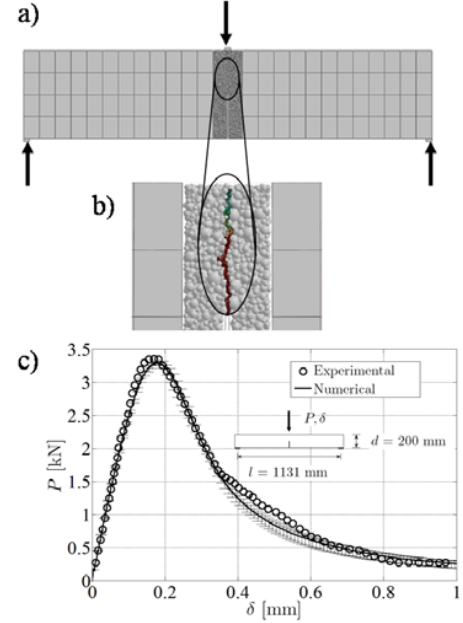 a)
b)
c)
3.5
3
2.5
2
1.5
1
0.5
0
P [kN]
Experimental
Numerical
P, δ
d = 200 mm
l = 1131 mm
0 0.2 0.4 0.6 0.8 1
δ [mm]